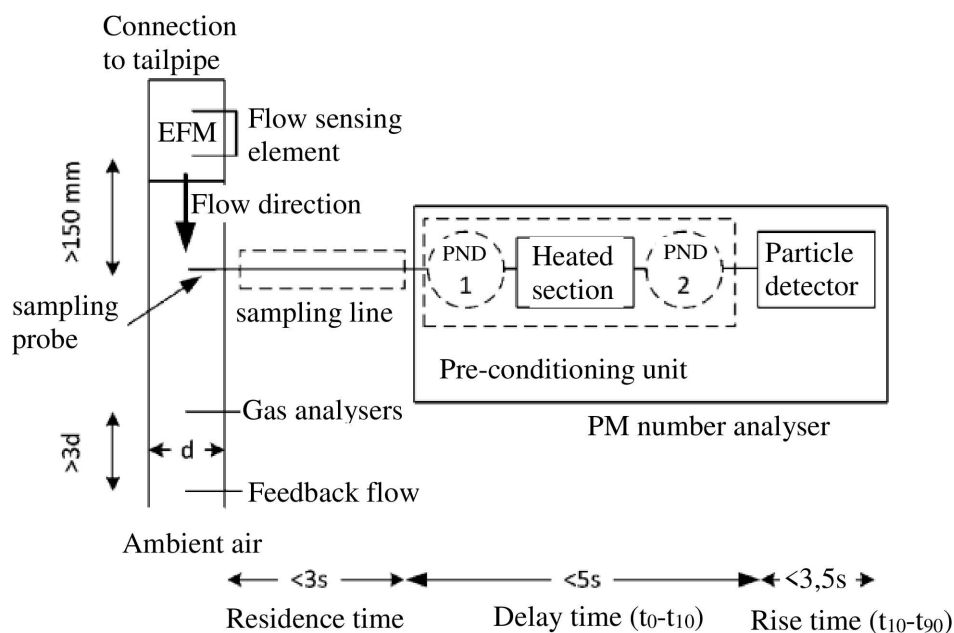 Connection
to tailpipe
EFM
Flow sensing
element
>150 mm
Flow direction
PND
1
Heated
section
PND
2
Particle
detector
sampling
probe
sampling line
Pre-conditioning unit
Gas analysers
PM number analyser
>3d
d
Feedback flow
Ambient air
<3s
<5s
<3,5s
Residence time
Delay time (t0-t10)
Rise time (t10-t90)